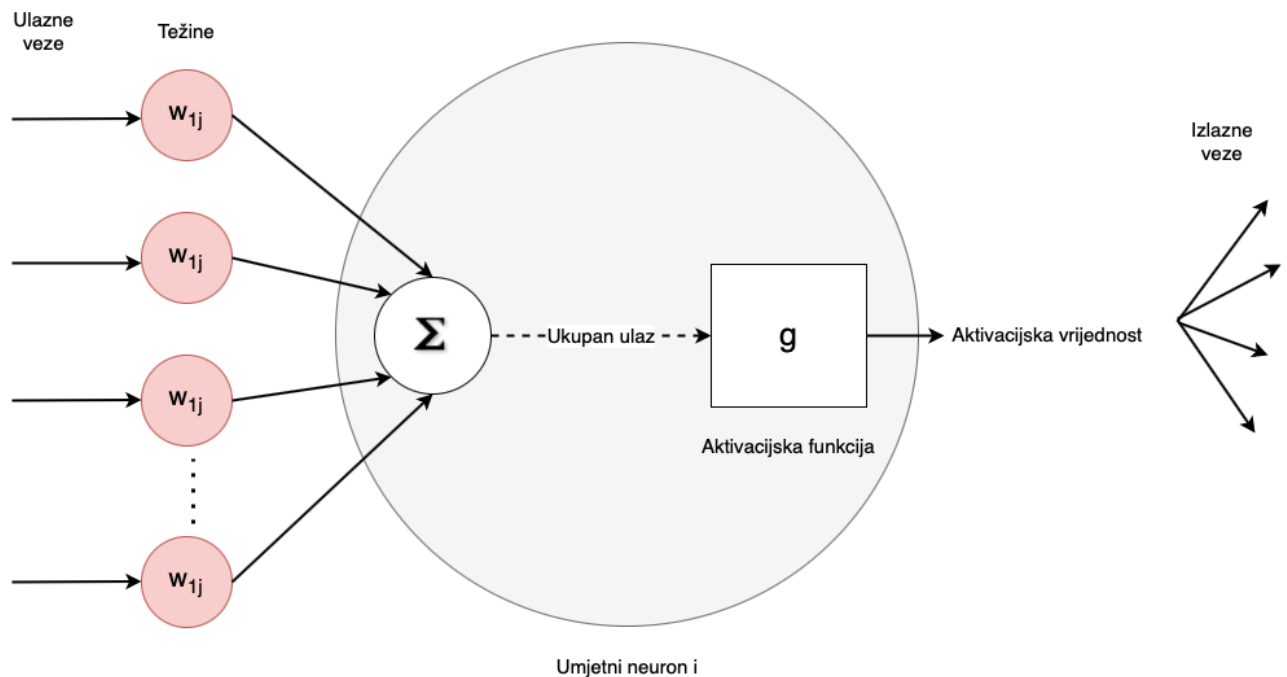 Ulazne
veze
Težine
w1j
w1j
w1j
w1j
Σ
Ukupan ulaz
g
Aktivacijska funkcija
Aktivacijska vrijednost
Izlazne
veze
Umjetni neuron i